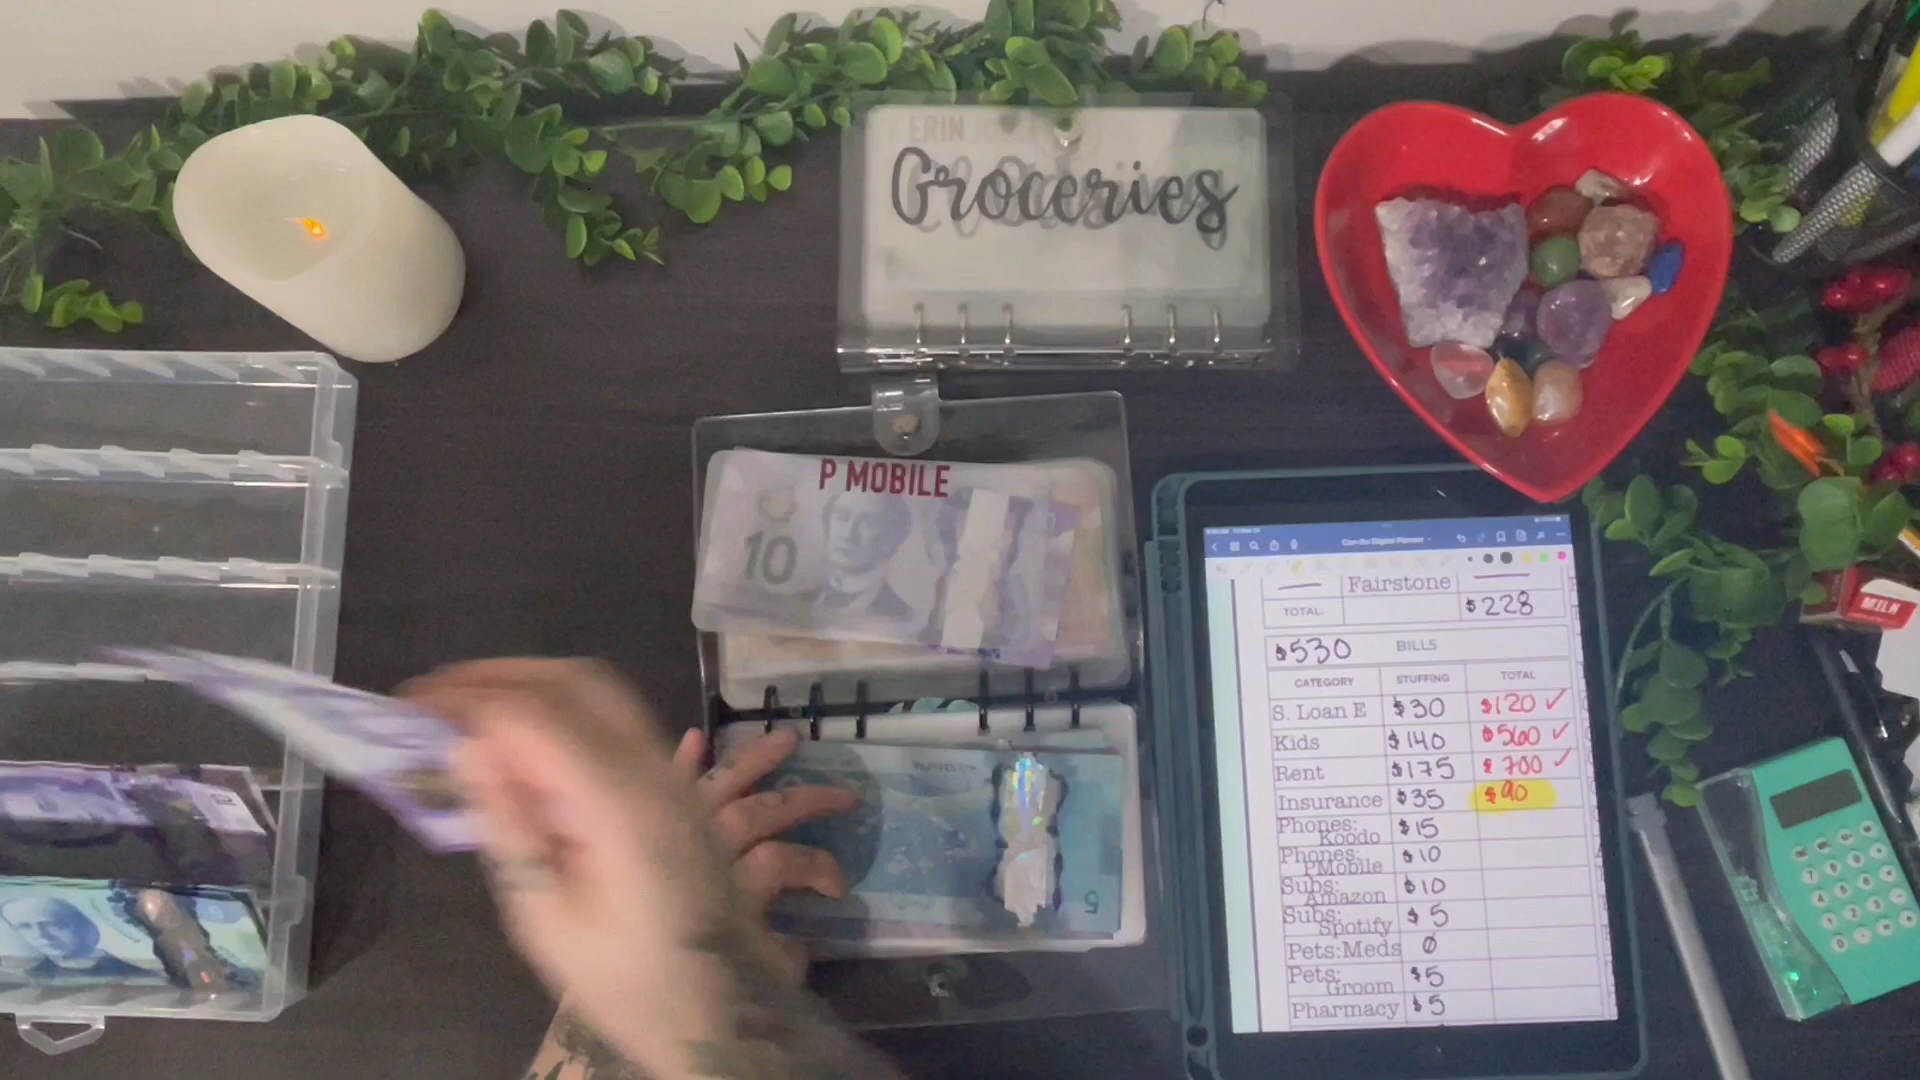 ERIN
Groceries
P MOBILE
10
5
MILK
Fairstone
TOTAL $228
$530 BILLS
CATEGORY STUFFING TOTAL
S. Loan E $30 $120 ✓
Kids $140 $560 ✓
Rent $175 $700 ✓
Insurance $35 $90
Phones: Koodo $15
Phones: PMobile $10
Subs: Amazon $10
Subs: Spotify $5
Pets: Meds Ø
Pets: Groom $5
Pharmacy $5